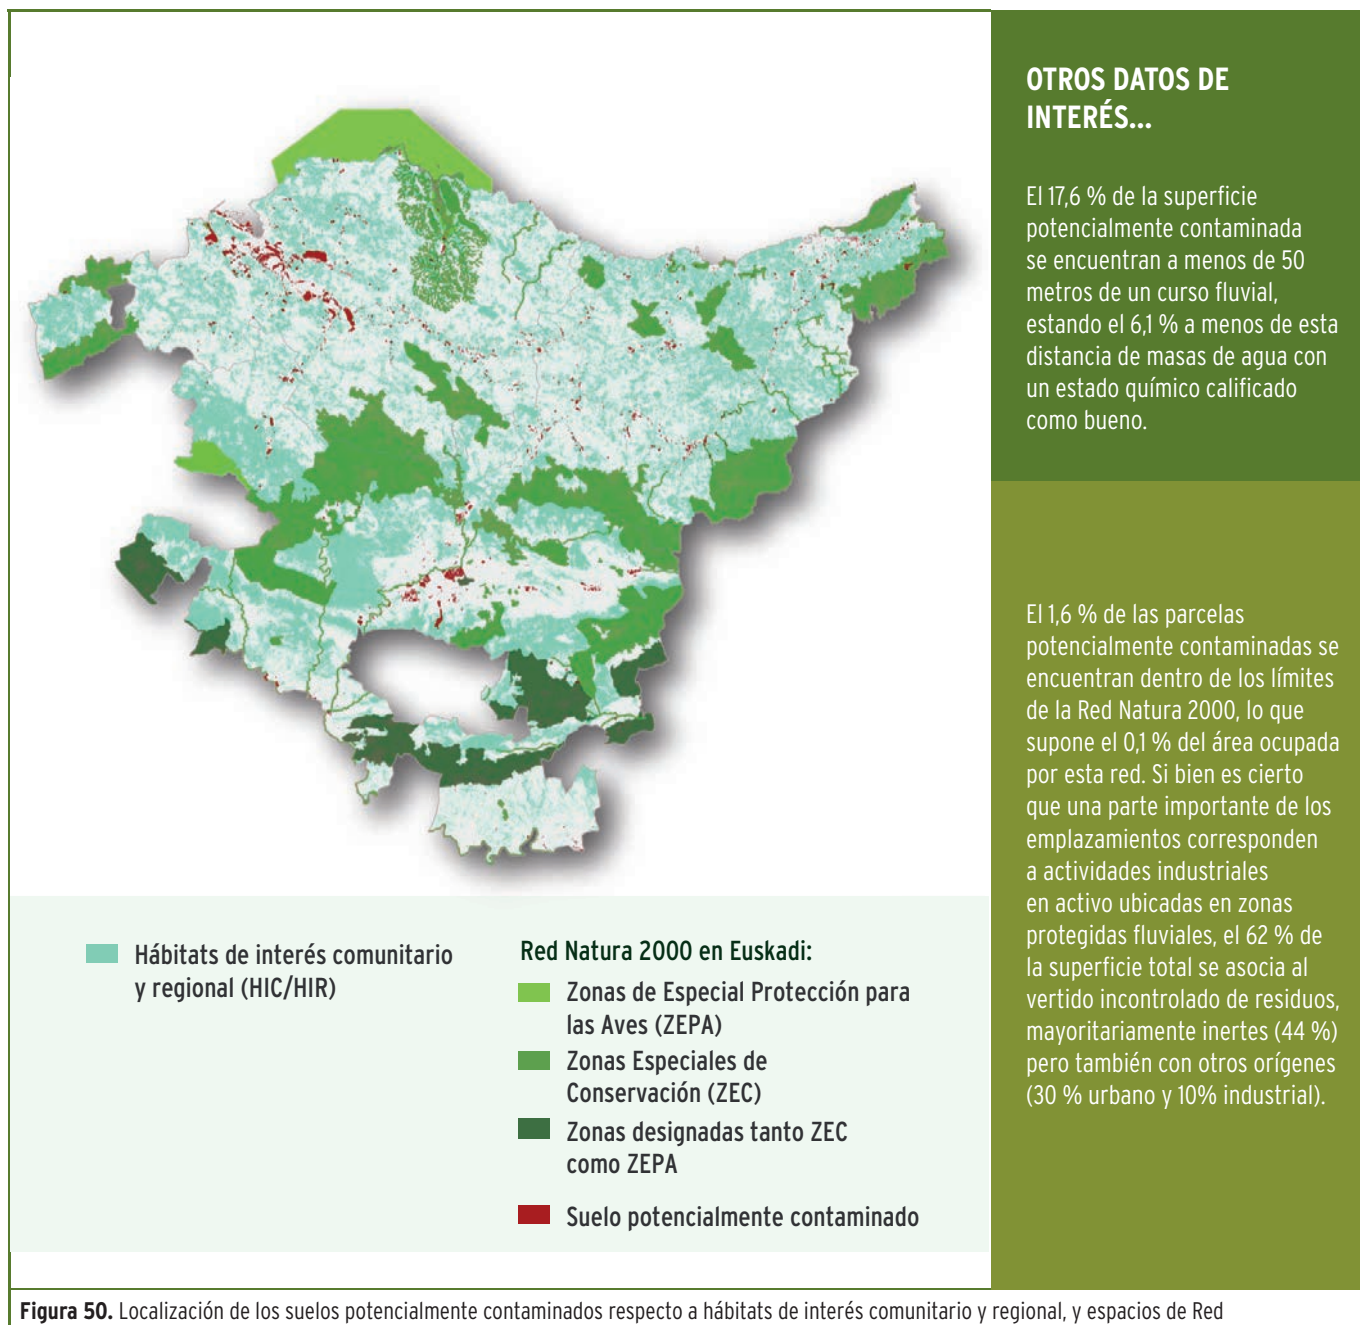 OTROS DATOS DE
INTERÉS...
El 17,6 % de la superficie
potencialmente contaminada
se encuentran a menos de 50
metros de un curso fluvial,
estando el 6,1 % a menos de esta
distancia de masas de agua con
un estado químico calificado
como bueno.
El 1,6 % de las parcelas
potencialmente contaminadas se
encuentran dentro de los límites
de la Red Natura 2000, lo que
supone el 0,1 % del área ocupada
por esta red. Si bien es cierto
que una parte importante de los
emplazamientos corresponden
a actividades industriales
en activo ubicadas en zonas
protegidas fluviales, el 62 % de
la superficie total se asocia al
vertido incontrolado de residuos,
mayoritariamente inertes (44 %)
pero también con otros orígenes
(30 % urbano y 10% industrial).
Hábitats de interés comunitario
y regional (HIC/HIR)
Red Natura 2000 en Euskadi:
Zonas de Especial Protección para
las Aves (ZEPA)
Zonas Especiales de
Conservación (ZEC)
Zonas designadas tanto ZEC
como ZEPA
Suelo potencialmente contaminado
Figura 50. Localización de los suelos potencialmente contaminados respecto a hábitats de interés comunitario y regional, y espacios de Red